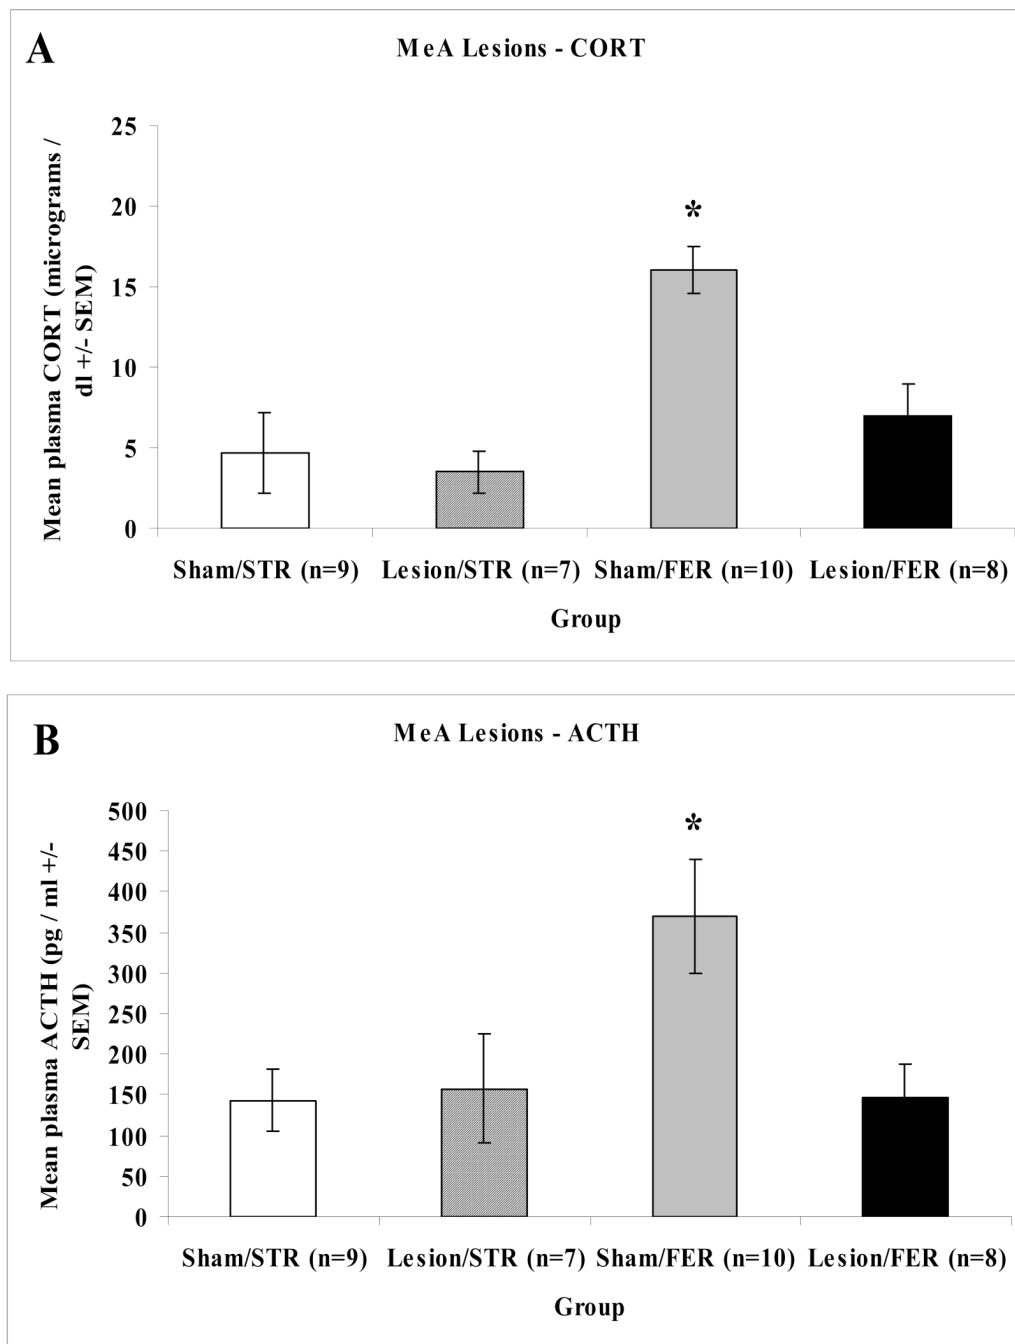 A
MeA Lesions - CORT
Mean plasma CORT (micrograms /
dl +/- SEM)
25
20
15
10
5
0
*
Sham/STR (n=9) Lesion/STR (n=7) Sham/FER (n=10) Lesion/FER (n=8)
Group
B
MeA Lesions - ACTH
Mean plasma ACTH (pg / ml +/-
SEM)
500
450
400
350
300
250
200
150
100
50
0
*
Sham/STR (n=9) Lesion/STR (n=7) Sham/FER (n=10) Lesion/FER (n=8)
Group